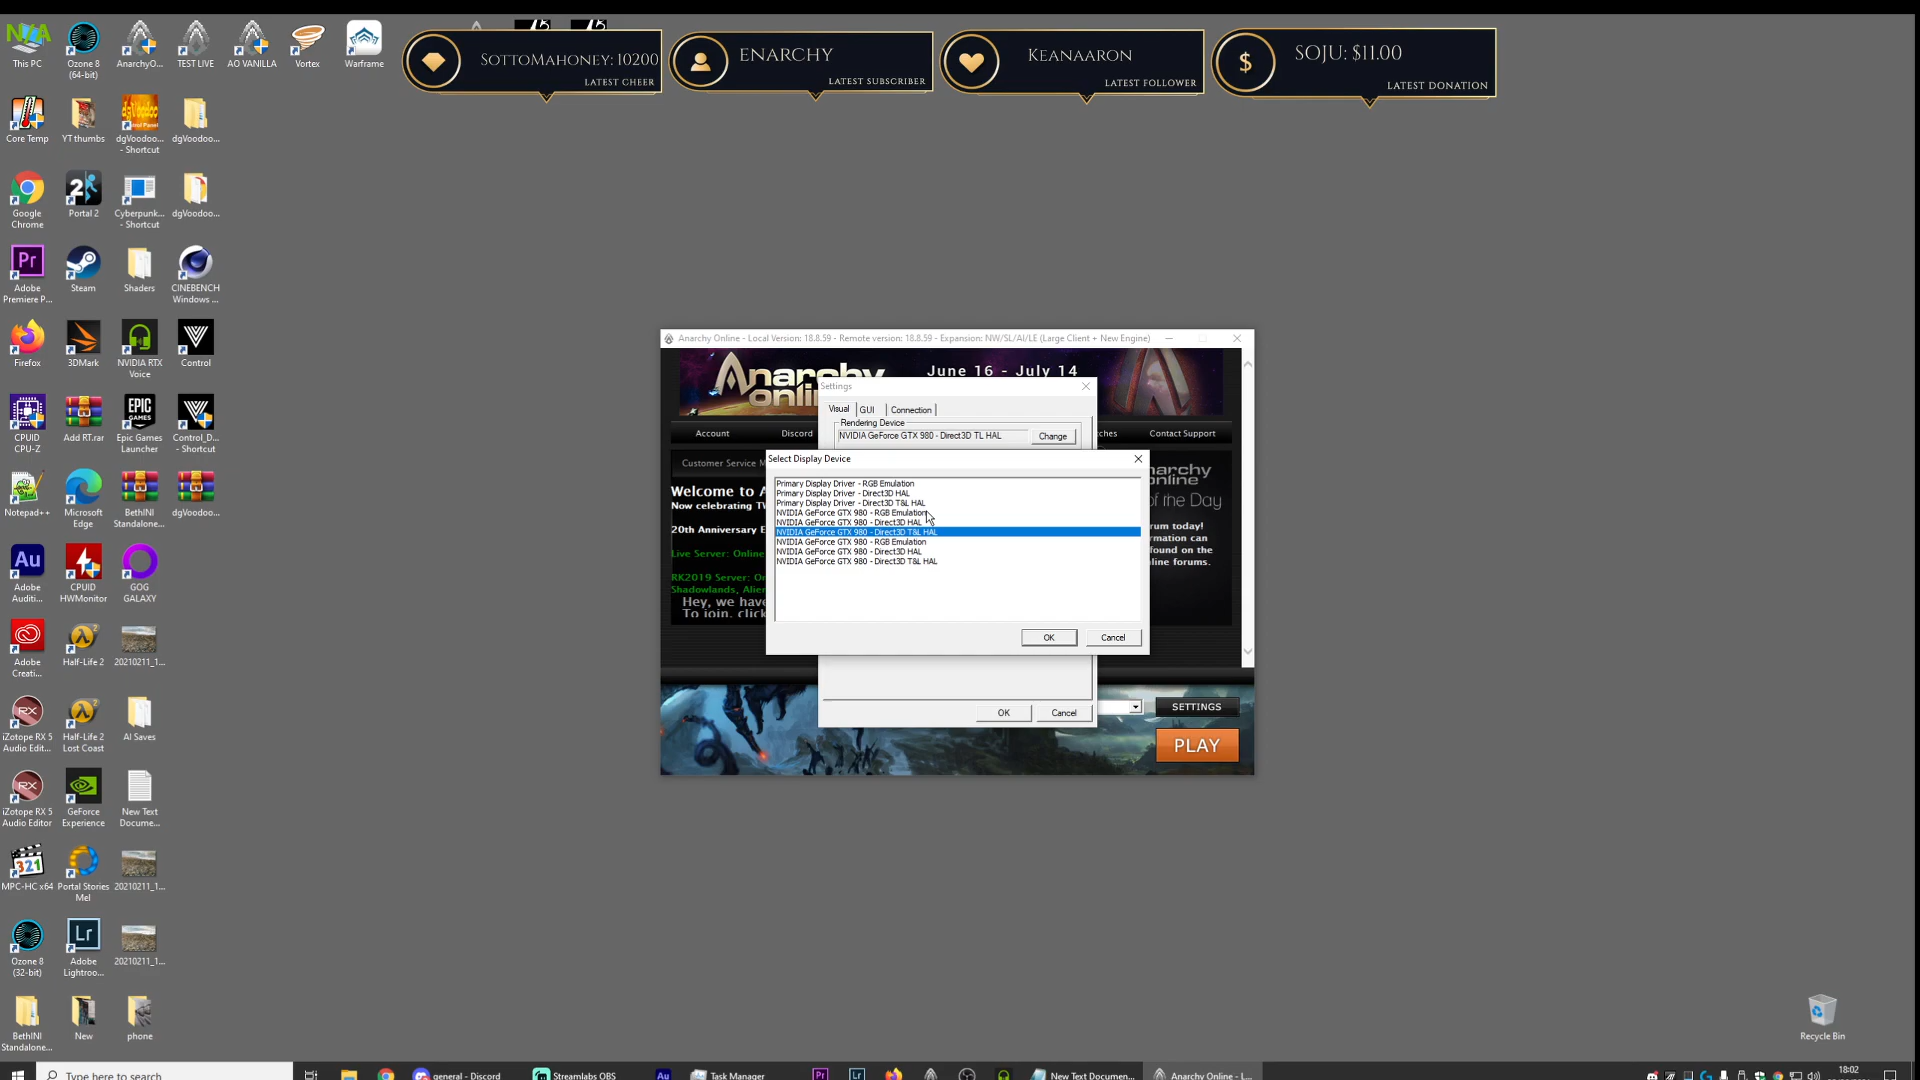 This PC
Ozone 8
(64-bit)
AnarchyO...
TEST LIVE
AO VANILLA
Vortex
Warframe
SottoMahoney: 10200
LATEST CHEER
ENARCHY
LATEST SUBSCRIBER
KEANAARON
LATEST FOLLOWER
SOJU: $11.00
LATEST DONATION
Core Temp
YT thumbs
dgVoodoo...
- Shortcut
dgVoodoo...
Google
Chrome
Portal 2
Cyberpunk...
- Shortcut
dgVoodoo...
Adobe
Premiere P...
Steam
Shaders
CINEBENCH
Windows ...
Firefox
3DMark
NVIDIA RTX
Voice
Control
CPUID
CPU-Z
Add RT.rar
Epic Games
Launcher
Control_D...
- Shortcut
Notepad++
Microsoft
Edge
BethINI
Standalone...
dgVoodoo...
Adobe
Auditi...
CPUID
HWMonitor
GOG
GALAXY
Adobe
Creati...
Half-Life 2
20210211_1...
iZotope RX 5
Audio Edit...
Half-Life 2
Lost Coast
AI Saves
iZotope RX 5
Audio Editor
GeForce
Experience
New Text
Docume...
MPC-HC x64
Portal Stories
Mel
20210211_1...
Ozone 8
(32-bit)
Adobe
Lightroo...
20210211_1...
BethINI
Standalone...
New
phone
Anarchy Online - Local Version: 18.8.59 - Remote version: 18.8.59 - Expansion: NW/SL/AI/LE (Large Client + New Engine)
Anarchy
onli
June 16 - July 14
Settings
Visual
GUI
Connection
Rendering Device
NVIDIA GeForce GTX 980 - Direct3D TL HAL
Change
Account
Discord
ches
Contact Support
Customer Service M
Welcome to A
Now celebrating TW
20th Anniversary E
Live Server: Online
RK2019 Server: On
Shadowlands, Alie
Hey, we have
To join, click
narchy
online
of the Day
rum today!
ormation can
found on the
nline forums.
Select Display Device
Primary Display Driver - RGB Emulation
Primary Display Driver - Direct3D HAL
Primary Display Driver - Direct3D T&L HAL
NVIDIA GeForce GTX 980 - RGB Emulation
NVIDIA GeForce GTX 980 - Direct3D HAL
NVIDIA GeForce GTX 980 - Direct3D T&L HAL
NVIDIA GeForce GTX 980 - RGB Emulation
NVIDIA GeForce GTX 980 - Direct3D HAL
NVIDIA GeForce GTX 980 - Direct3D T&L HAL
OK
Cancel
OK
Cancel
SETTINGS
PLAY
Recycle Bin
Type here to search
general - Discord
Streamlabs OBS
Task Manager
New Text Documen...
Anarchy Online - L...
18:02